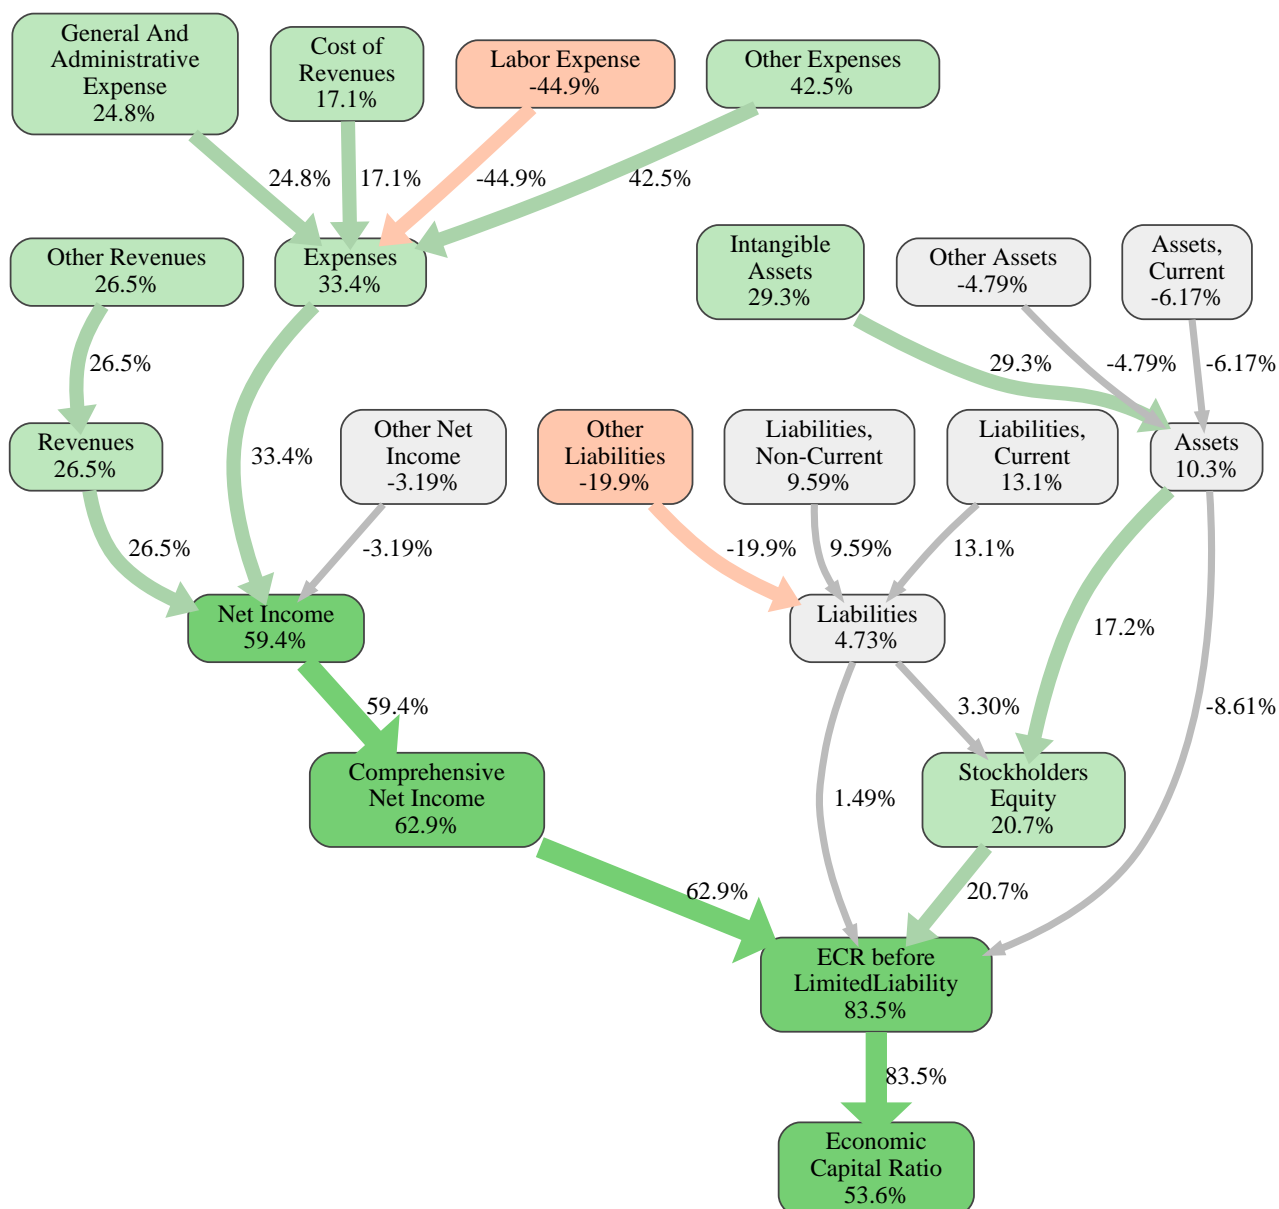 General And
Administrative
Expense
24.8%
Cost of
Revenues
17.1%
Labor Expense
-44.9%
Other Expenses
42.5%
24.8%
17.1%
-44.9%
42.5%
Other Revenues
26.5%
Expenses
33.4%
Intangible
Assets
29.3%
Other Assets
-4.79%
Assets,
Current
-6.17%
26.5%
29.3%
-4.79%
-6.17%
Revenues
26.5%
33.4%
Other Net
Income
-3.19%
Other
Liabilities
-19.9%
Liabilities,
Non-Current
9.59%
Liabilities,
Current
13.1%
Assets
10.3%
26.5%
-3.19%
-19.9%
9.59%
13.1%
Net Income
59.4%
Liabilities
4.73%
17.2%
59.4%
3.30%
-8.61%
Comprehensive
Net Income
62.9%
1.49%
Stockholders
Equity
20.7%
62.9%
20.7%
ECR before
LimitedLiability
83.5%
83.5%
Economic
Capital Ratio
53.6%